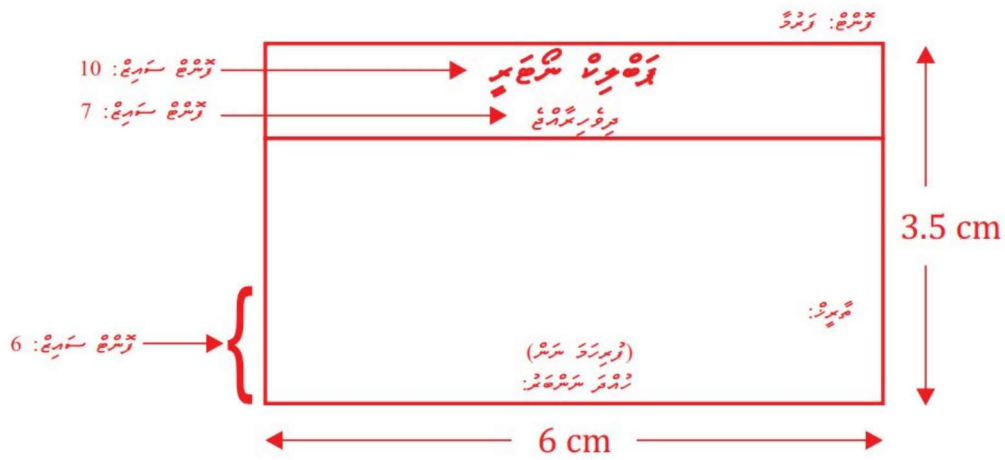 ފޮންޓް: ފަރުމާ
ޕަބްލިކް ނޯޓަރީ
ފޮންޓް ސައިޒް: 10
ދިވެހިރާއްޖެ
ފޮންޓް ސައިޒް: 7
3.5 cm
ތާރީޚް:
ފޮންޓް ސައިޒް: 6
(ފުރިހަމަ ނަން)
ހުއްދަ ނަންބަރު:
6 cm